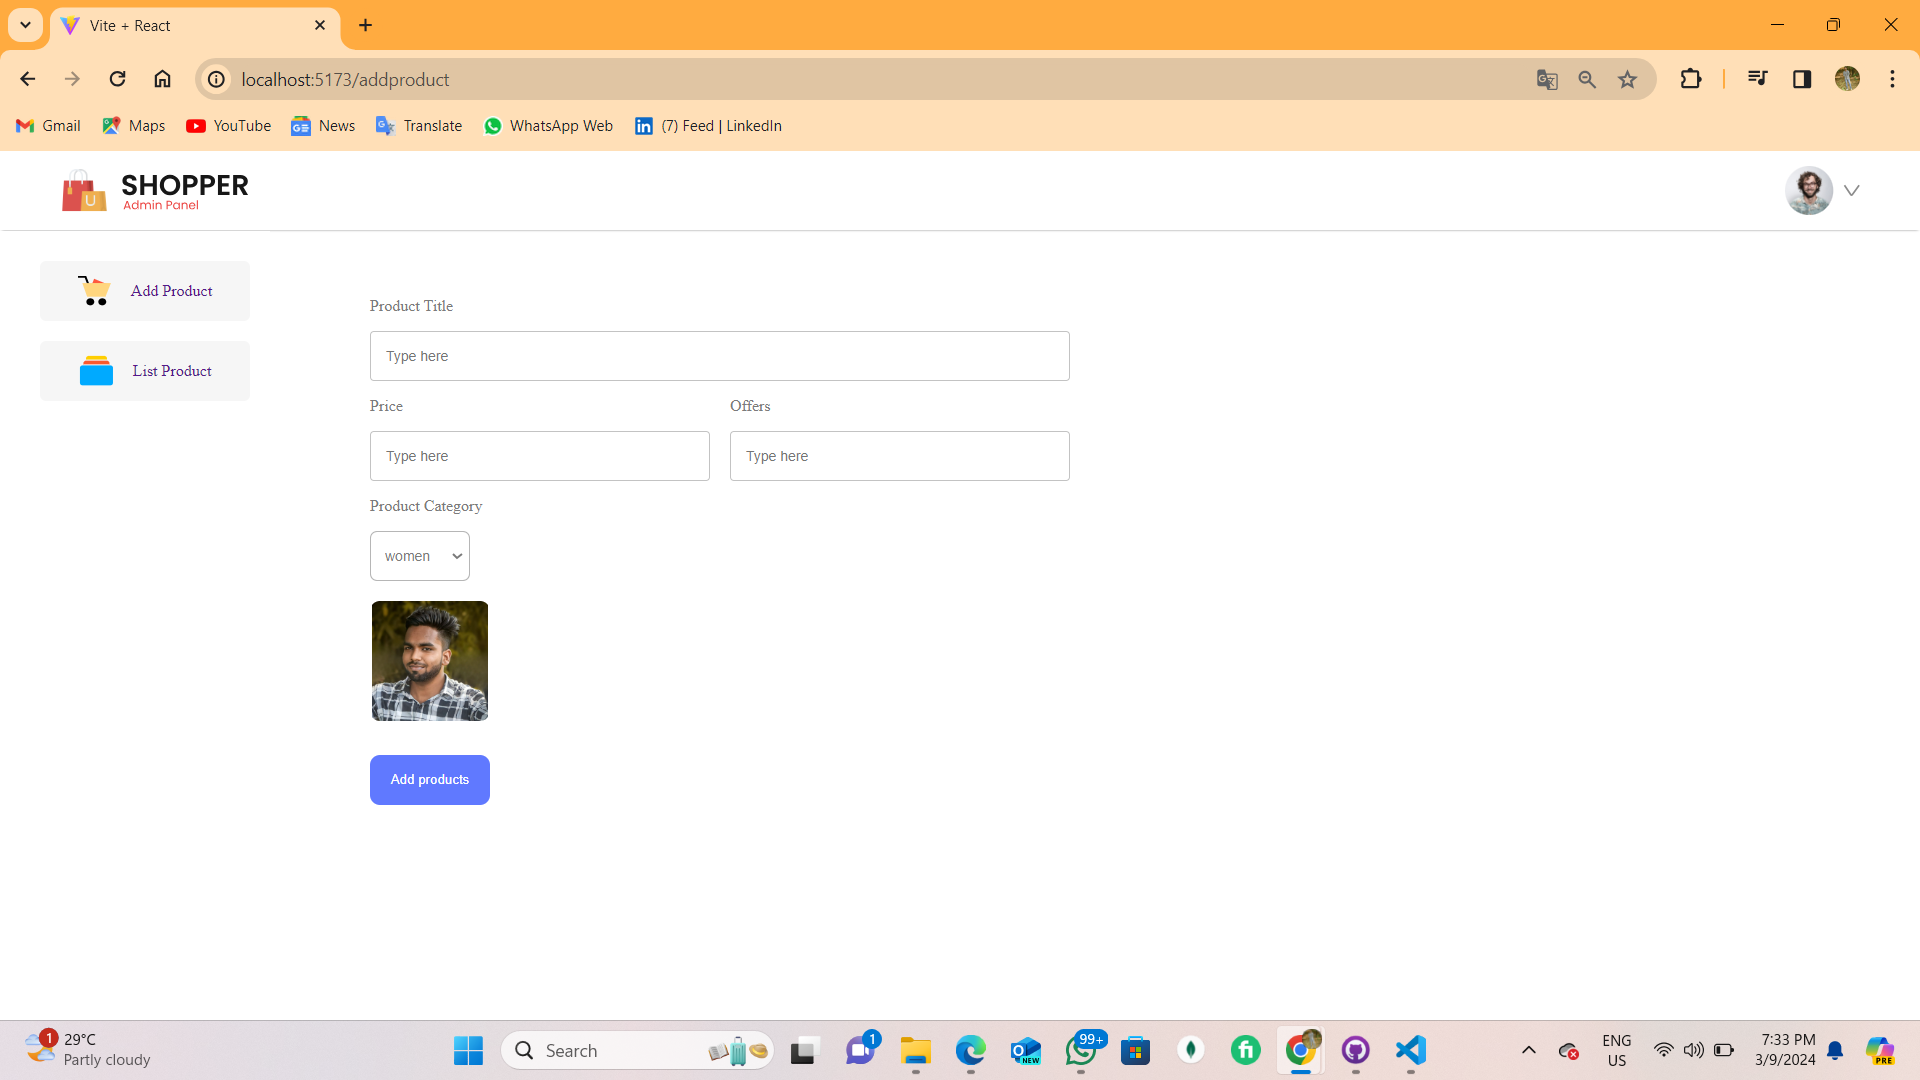 Vite + React
localhost:5173/addproduct
Gmail Maps YouTube News Translate WhatsApp Web (7) Feed | LinkedIn
U SHOPPER
Admin Panel
Add Product
List Product
Product Title
Type here
Price Offers
Type here Type here
Product Category
women
Add products
1 29°C
Partly cloudy
Search
1
NEW
99+
ENG
US
7:33 PM
3/9/2024
PRE